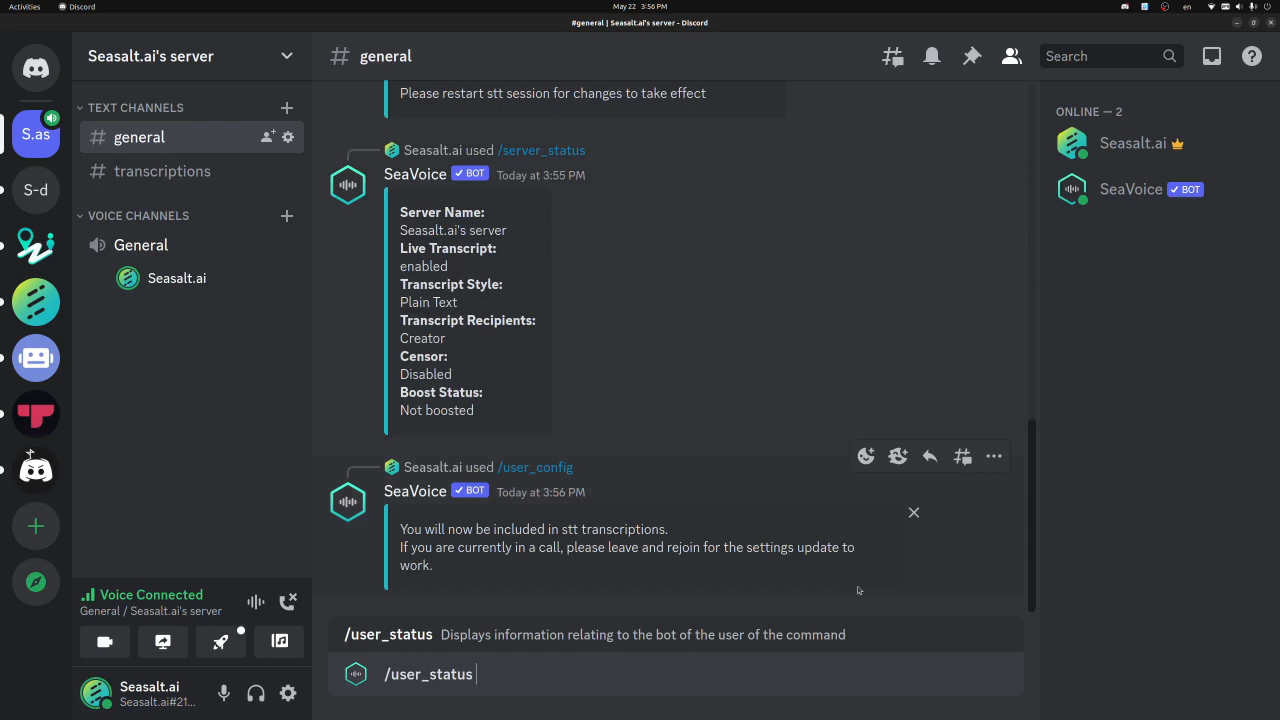 Activities
Discord
May 22 3:56 PM
en
#general | Seasalt.ai's server - Discord
Seasalt.ai's server
general
Search
TEXT CHANNELS
general
transcriptions
VOICE CHANNELS
General
Seasalt.ai
S.as
S-d
Please restart stt session for changes to take effect
Seasalt.ai used /server_status
SeaVoice ✓ BOT Today at 3:55 PM
Server Name:
Seasalt.ai's server
Live Transcript:
enabled
Transcript Style:
Plain Text
Transcript Recipients:
Creator
Censor:
Disabled
Boost Status:
Not boosted
Seasalt.ai used /user_config
SeaVoice ✓ BOT Today at 3:56 PM
You will now be included in stt transcriptions.
If you are currently in a call, please leave and rejoin for the settings update to
work.
/user_status Displays information relating to the bot of the user of the command
/user_status
ONLINE — 2
Seasalt.ai
SeaVoice ✓ BOT
Voice Connected
General / Seasalt.ai's server
Seasalt.ai
Seasalt.ai#21...